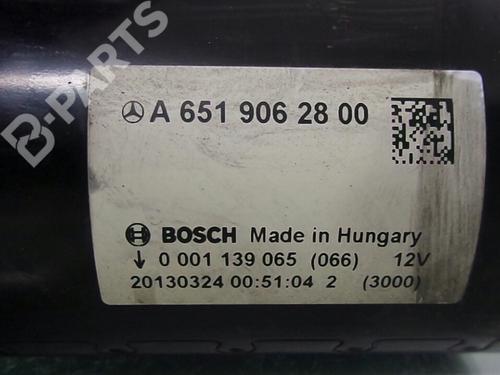 B-PARTS
A 651 906 28 00
BOSCH Made in Hungary
0 001 139 065 (066) 12V
20130324 00:51:04 2 (3000)
B-PARTS